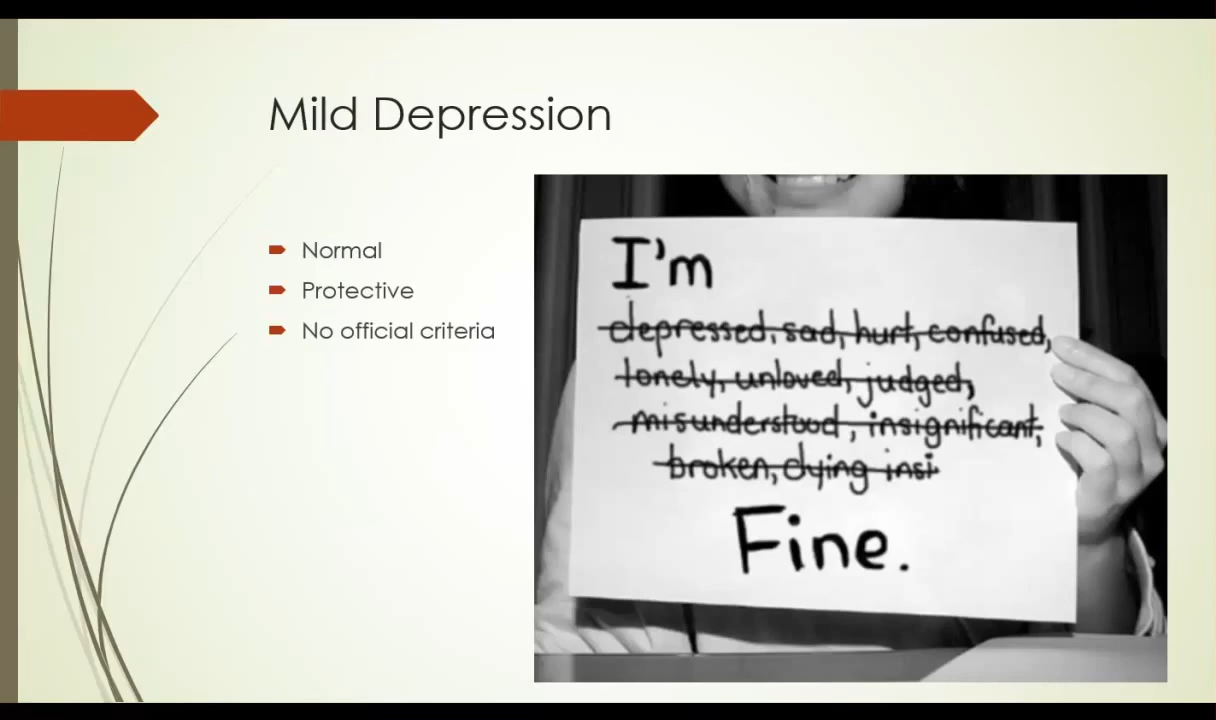 Mild Depression
Normal
Protective
No official criteria
I'm
depressed, sad, hurt, confused,
lonely, unloved, judged,
misunderstood, insignificant,
broken, dying insi
Fine.